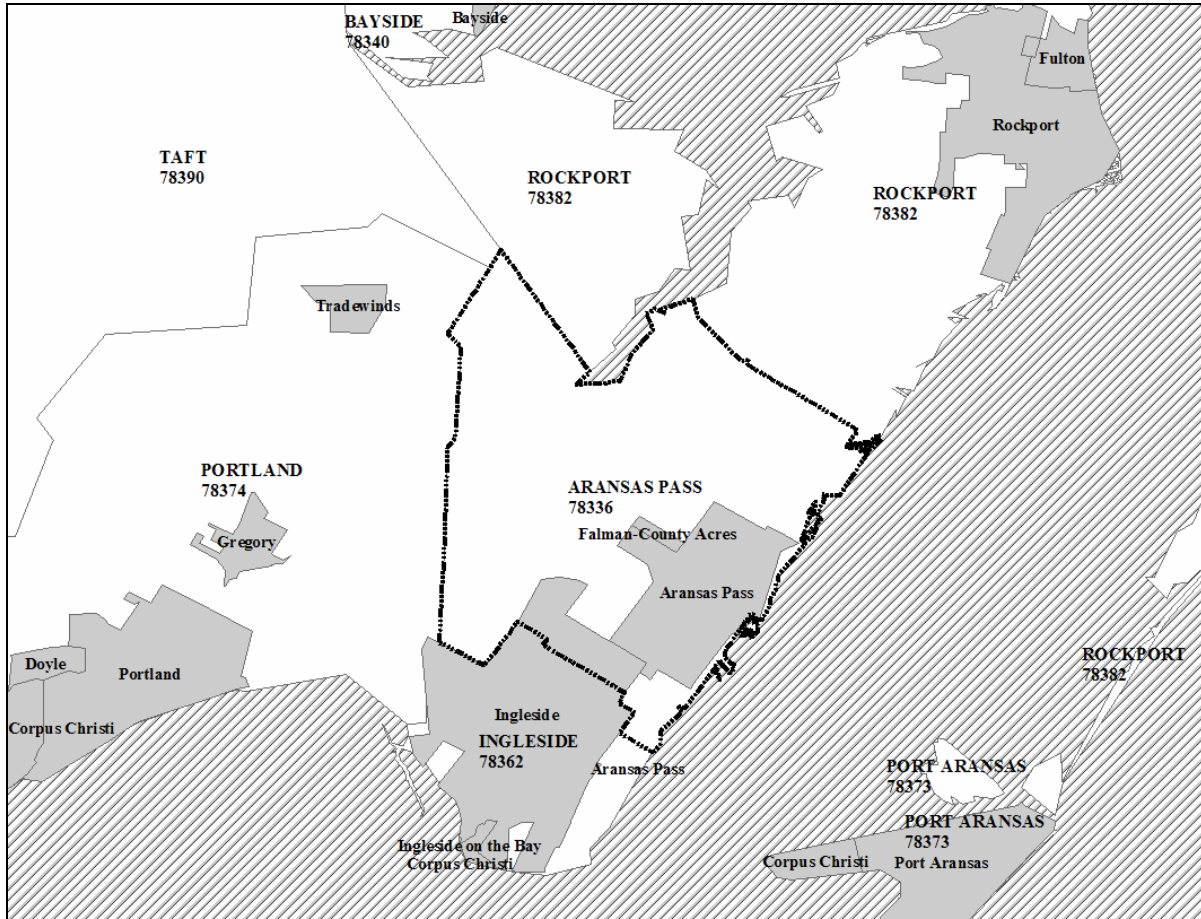 BAYSIDE
78340
Bayside
Fulton
Rockport
TAFT
78390
ROCKPORT
78382
ROCKPORT
78382
Tradewinds
PORTLAND
78374
Gregory
ARANSAS PASS
78336
Falman-County Acres
Aransas Pass
Doyle
Portland
Corpus Christi
ROCKPORT
78382
Ingleside
INGLESIDE
78362
Aransas Pass
PORT ARANSAS
78373
PORT ARANSAS
78373
Port Aransas
Corpus Christi
Ingleside on the Bay
Corpus Christi